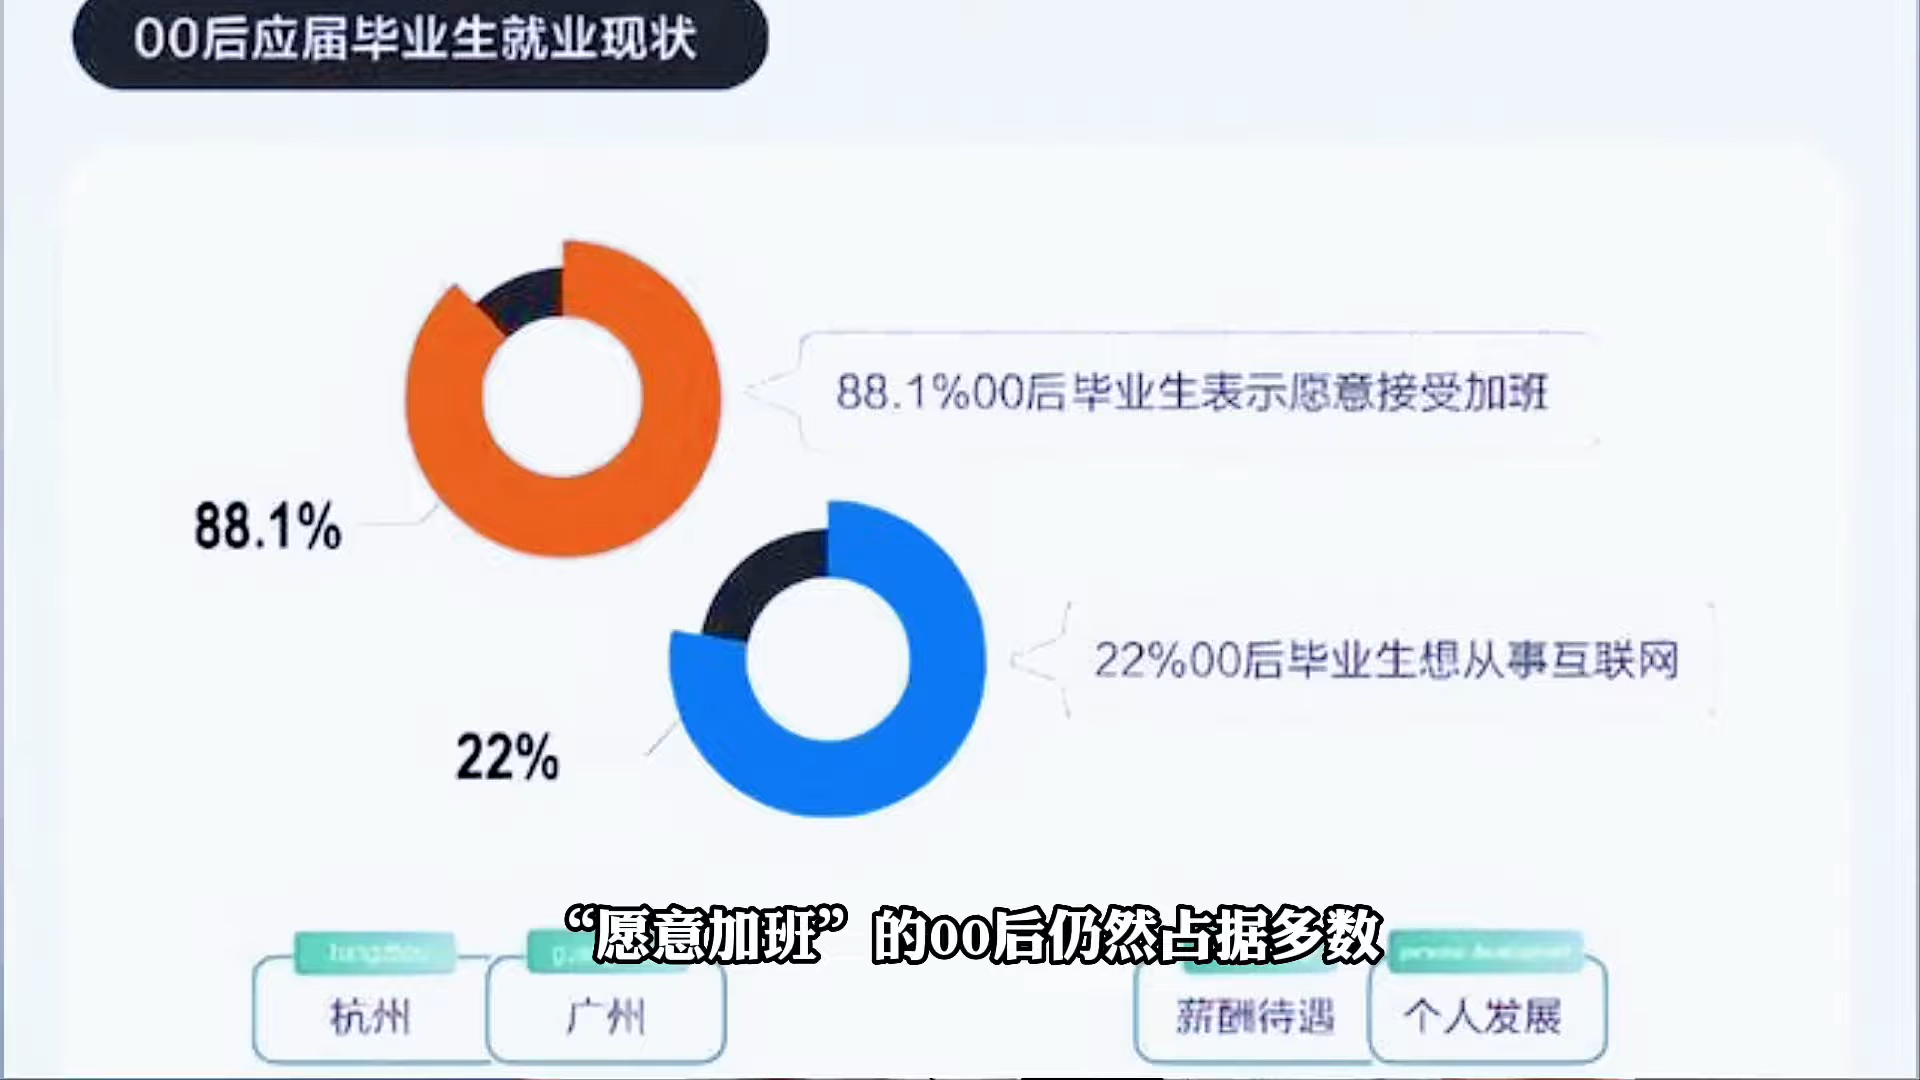 00后应届毕业生就业现状
88.1%00后毕业生表示愿意接受加班
88.1%
22%00后毕业生想从事互联网
22%
“愿意加班”的00后仍然占据多数
杭州
广州
薪酬待遇
personal development
个人发展